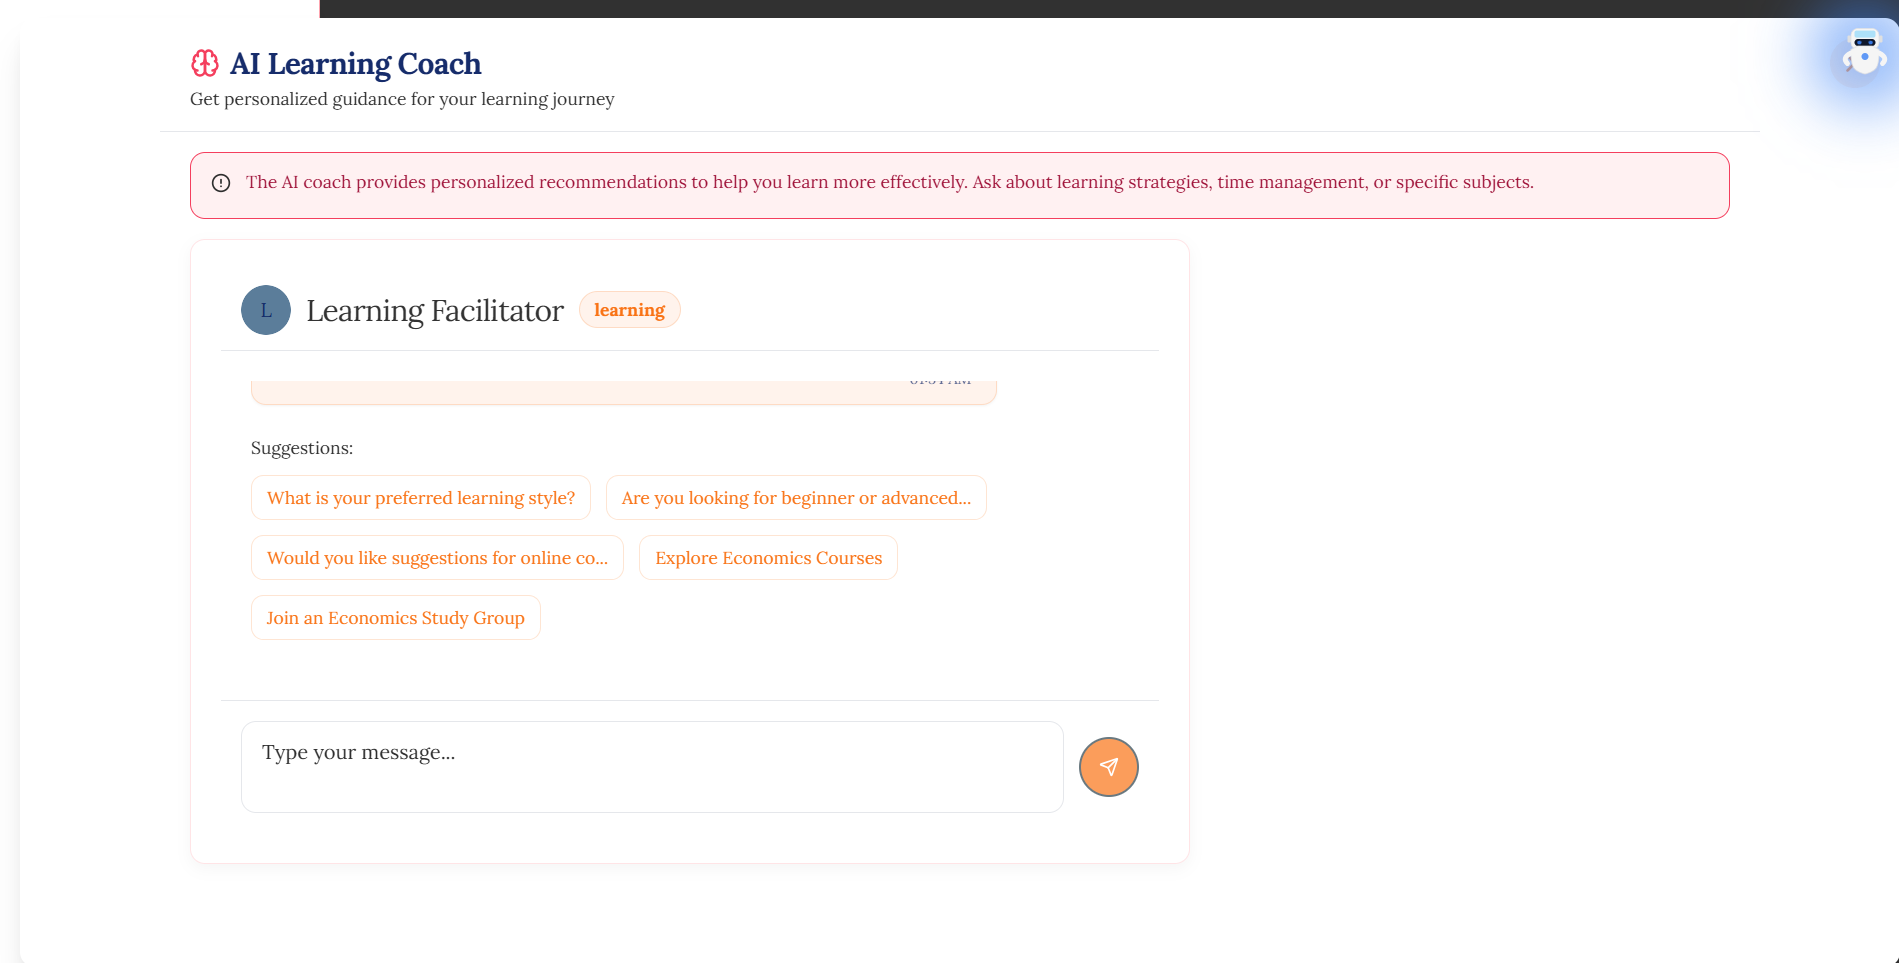 AI Learning Coach
Get personalized guidance for your learning journey
The AI coach provides personalized recommendations to help you learn more effectively. Ask about learning strategies, time management, or specific subjects.
L
Learning Facilitator
learning
Suggestions:
What is your preferred learning style?
Are you looking for beginner or advanced...
Would you like suggestions for online co...
Explore Economics Courses
Join an Economics Study Group
Type your message...